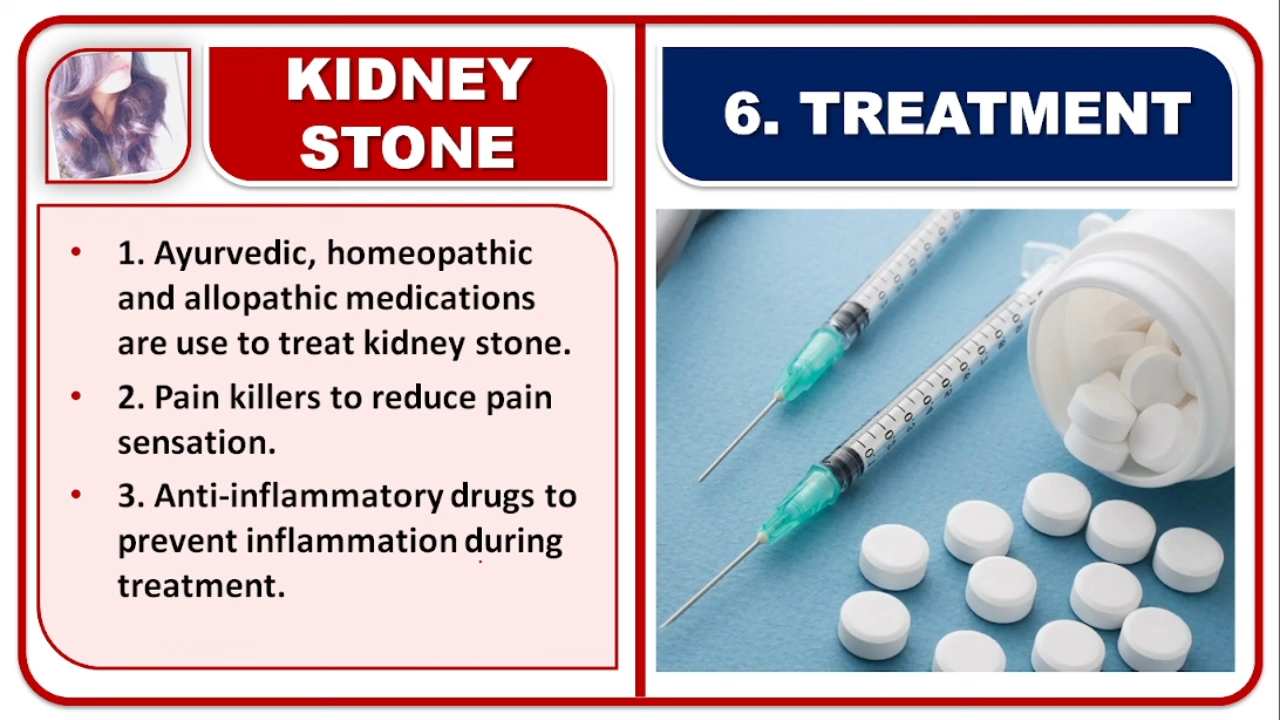 KIDNEY
STONE
6. TREATMENT
• 1. Ayurvedic, homeopathic
and allopathic medications
are use to treat kidney stone.
• 2. Pain killers to reduce pain
sensation.
• 3. Anti-inflammatory drugs to
prevent inflammation during
treatment.